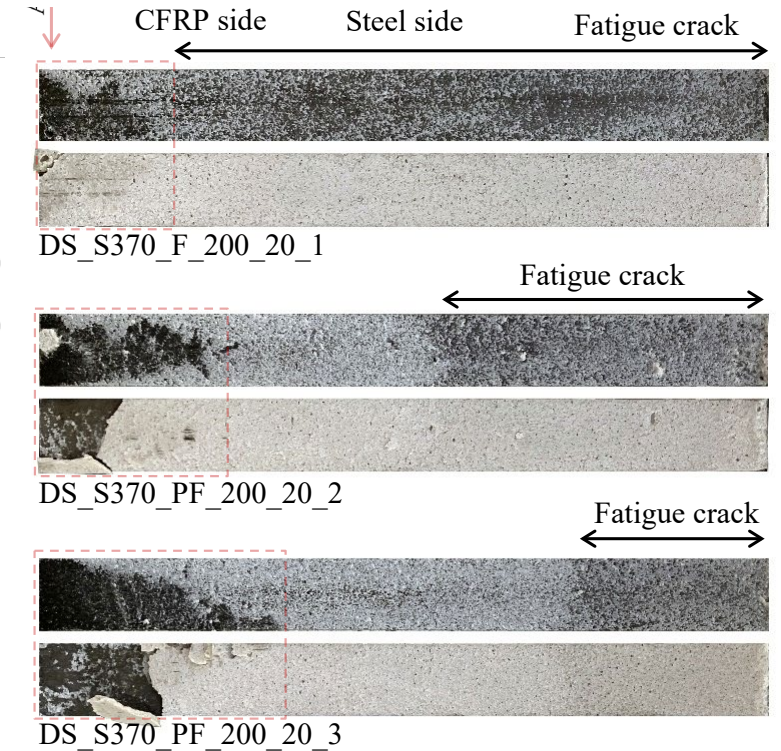 CFRP side Steel side Fatigue crack
DS_S370_F_200_20_1
Fatigue crack
DS_S370_PF_200_20_2
Fatigue crack
DS_S370_PF_200_20_3